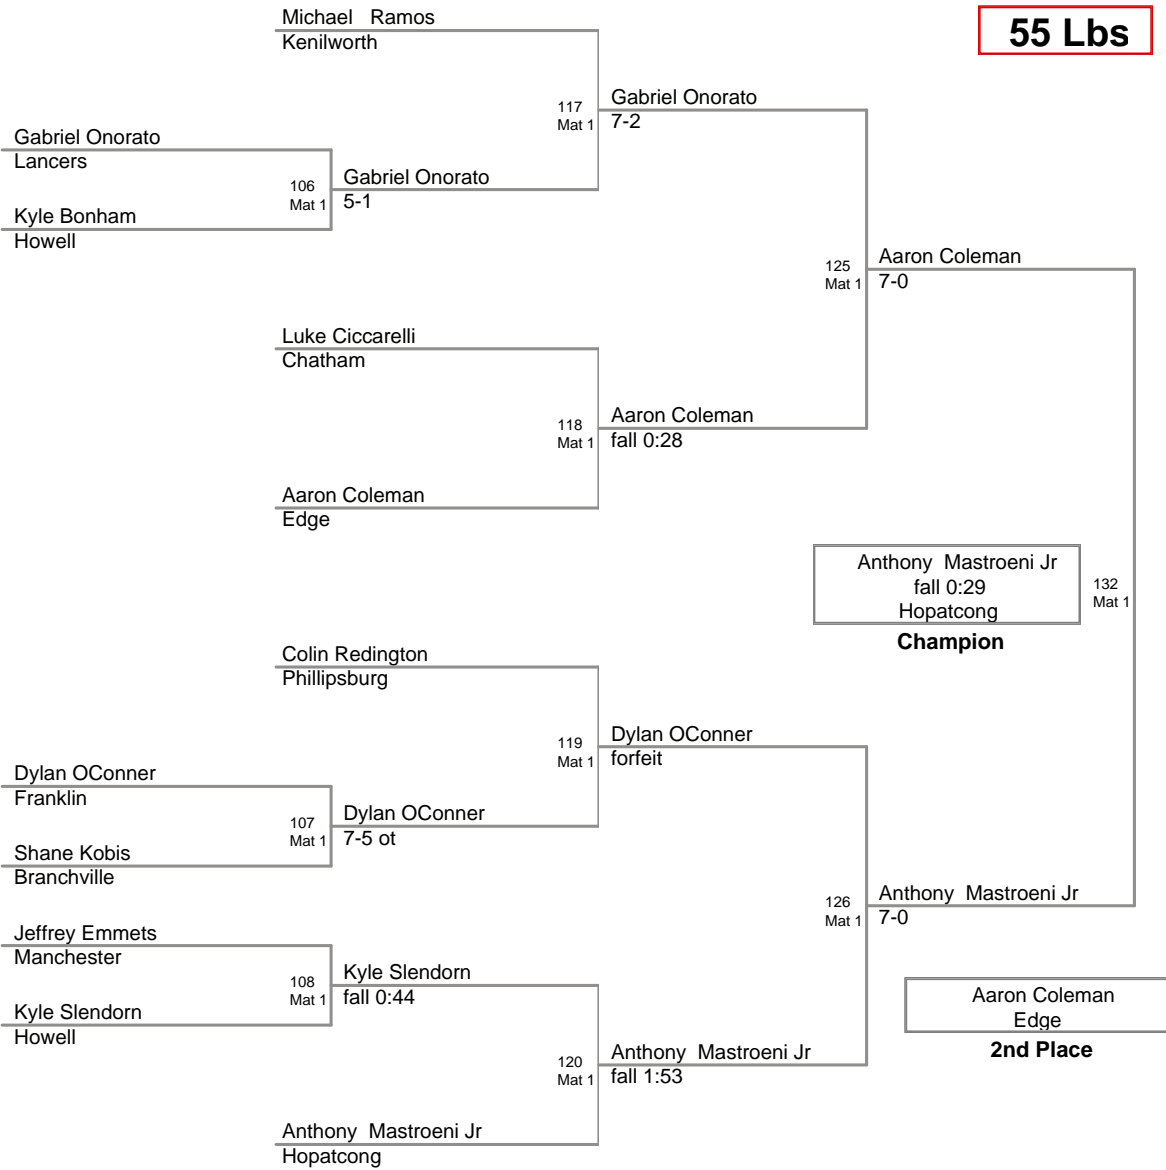 55 Lbs
Michael Ramos
Kenilworth
117
Mat 1
Gabriel Onorato
7-2
Gabriel Onorato
Lancers
106
Mat 1
Gabriel Onorato
5-1
Kyle Bonham
Howell
125
Mat 1
Aaron Coleman
7-0
Luke Ciccarelli
Chatham
118
Mat 1
Aaron Coleman
fall 0:28
Aaron Coleman
Edge
Anthony Mastroeni Jr
fall 0:29
Hopatcong
Champion
132
Mat 1
Colin Redington
Phillipsburg
119
Mat 1
Dylan OConner
forfeit
Dylan OConner
Franklin
107
Mat 1
Dylan OConner
7-5 ot
Shane Kobis
Branchville
126
Mat 1
Anthony Mastroeni Jr
7-0
Jeffrey Emmets
Manchester
108
Mat 1
Kyle Slendorn
fall 0:44
Kyle Slendorn
Howell
Aaron Coleman
Edge
2nd Place
120
Mat 1
Anthony Mastroeni Jr
fall 1:53
Anthony Mastroeni Jr
Hopatcong